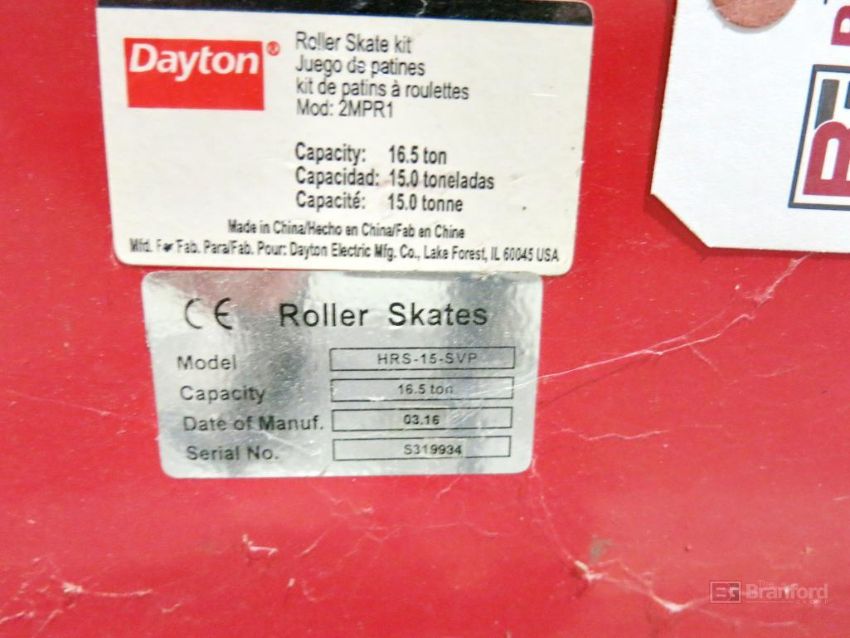 Dayton®
Roller Skate kit
Juego de patines
kit de patins à roulettes
Mod: 2MPR1
Capacity: 16.5 ton
Capacidad: 15.0 toneladas
Capacité: 15.0 tonne
Made in China/Hecho en China/Fab en Chine
Mfd. For Fab. Para/Fab. Pour: Dayton Electric Mfg. Co., Lake Forest, IL 60045 USA
CE Roller Skates
Model HRS-15-SVP
Capacity 16.5 ton
Date of Manuf. 03.16
Serial No. S319934
The
BG Branford